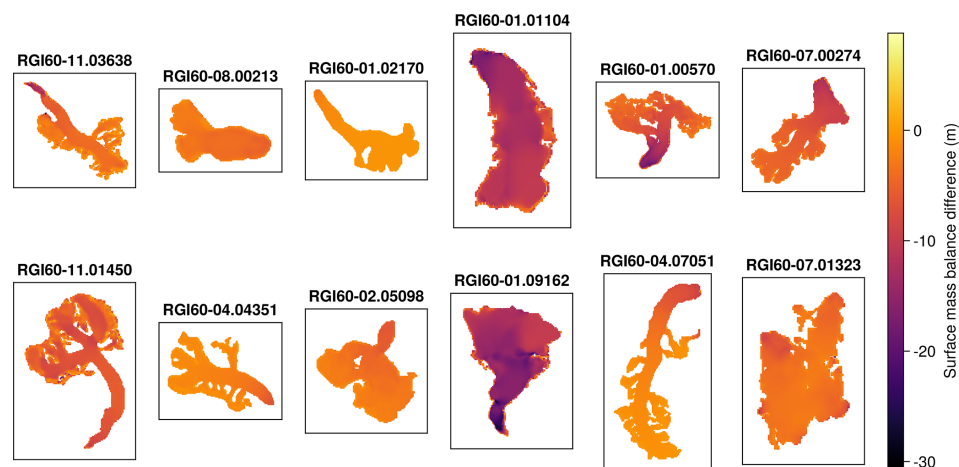 RGI60-11.03638
RGI60-08.00213
RGI60-01.02170
RGI60-01.01104
RGI60-01.00570
RGI60-07.00274
RGI60-11.01450
RGI60-04.04351
RGI60-02.05098
RGI60-01.09162
RGI60-04.07051
RGI60-07.01323
0
-10
-20
-30
Surface mass balance difference (m)